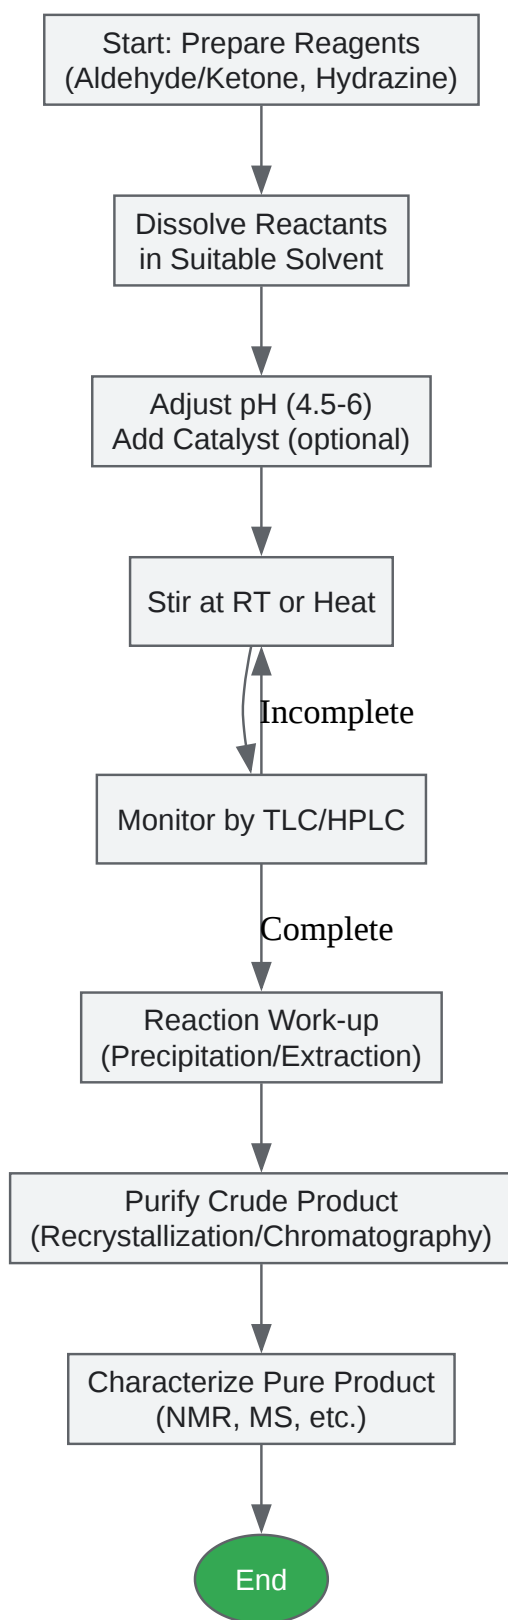 Start: Prepare Reagents
(Aldehyde/Ketone, Hydrazine)
Dissolve Reactants
in Suitable Solvent
Adjust pH (4.5-6)
Add Catalyst (optional)
Stir at RT or Heat
Incomplete
Monitor by TLC/HPLC
Complete
Reaction Work-up
(Precipitation/Extraction)
Purify Crude Product
(Recrystallization/Chromatography)
Characterize Pure Product
(NMR, MS, etc.)
End